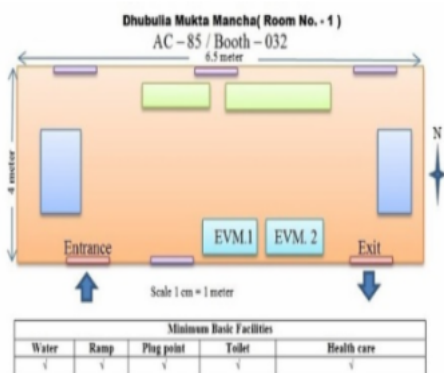 Dhubulia Mukta Mancha( Room No. - 1 )
AC – 85 / Booth – 032
6.5 meter
4 meter
N
EVM.1
EVM. 2
Entrance
Exit
Scale 1 cm = 1 meter
Minimum Basic Facilities
Water Ramp Plug point Toilet Health care
√ √ √ √ √